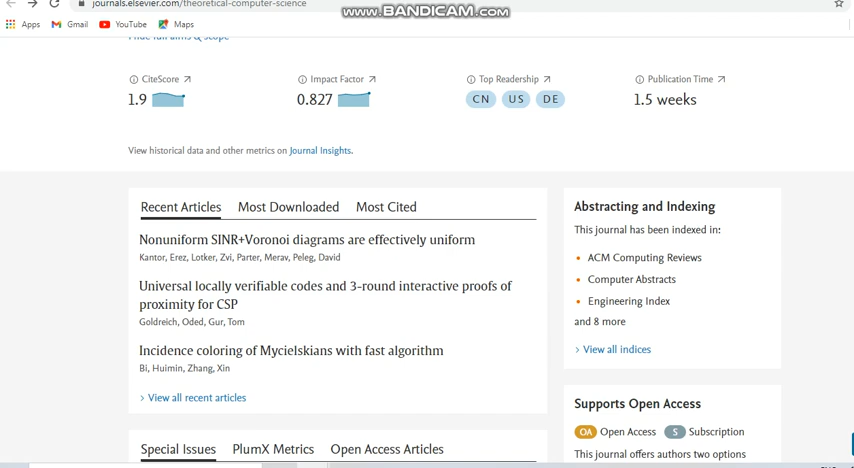 journals.elsevier.com/theoretical-computer-science
www.BANDICAM.com
Apps Gmail YouTube Maps
Hide full aims & scope
CiteScore Impact Factor Top Readership Publication Time
1.9 0.827 CN US DE 1.5 weeks
View historical data and other metrics on Journal Insights.
Recent Articles Most Downloaded Most Cited
Nonuniform SINR+Voronoi diagrams are effectively uniform
Kantor, Erez, Lotker, Zvi, Parter, Merav, Peleg, David
Universal locally verifiable codes and 3-round interactive proofs of
proximity for CSP
Goldreich, Oded, Gur, Tom
Incidence coloring of Mycielskians with fast algorithm
Bi, Huimin, Zhang, Xin
> View all recent articles
Special Issues PlumX Metrics Open Access Articles
Abstracting and Indexing
This journal has been indexed in:
ACM Computing Reviews
Computer Abstracts
Engineering Index
and 8 more
> View all indices
Supports Open Access
OA Open Access S Subscription
This journal offers authors two options